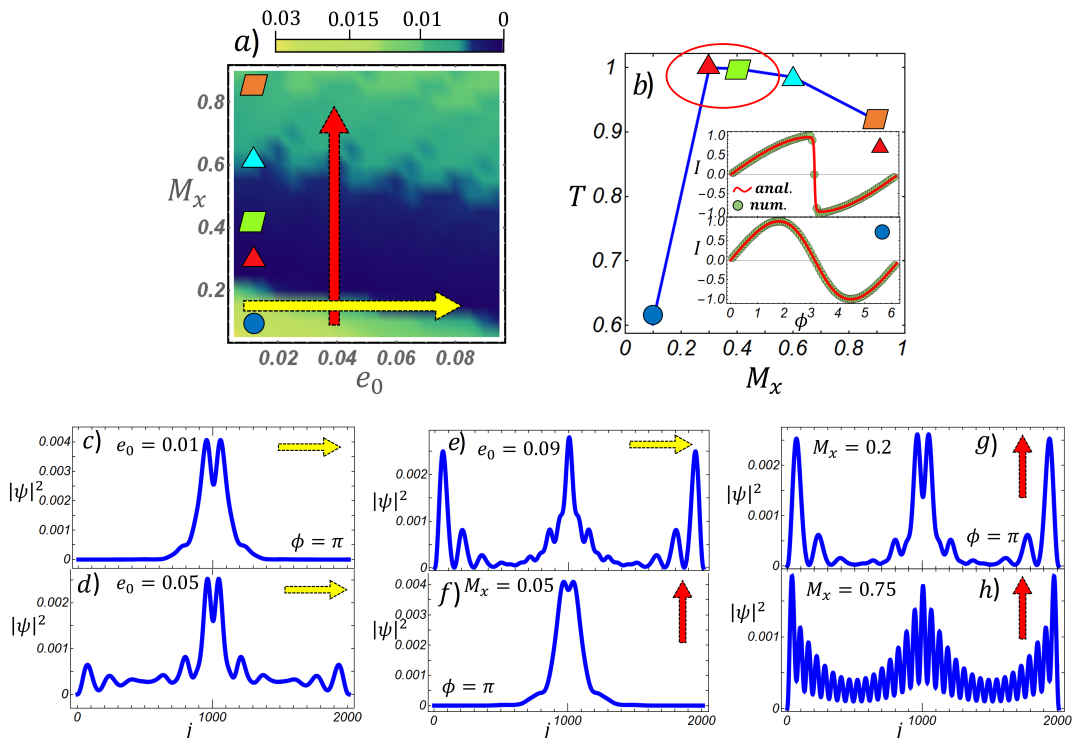 a)
0.03 0.015 0.01 0
0.8
0.6
M_x
0.4
0.2
0.02 0.04 0.06 0.08
e_0
b)
1
0.9
T
0.8
0.7
0.6
0 0.2 0.4 0.6 0.8 1
M_x
1.0
0.5
I 0.0
−0.5
−1.0
anal.
num.
1.0
0.5
I 0.0
−0.5
−1.0
0 1 2 3 4 5 6
ϕ
c) e_0 = 0.01
0.004
0.003
|ψ|^2
0.002
0.001
0
ϕ = π
d) e_0 = 0.05
0.002
|ψ|^2
0.001
0
0 1000 2000
j
e) e_0 = 0.09
0.002
|ψ|^2
0.001
0
f) M_x = 0.05
0.005
0.004
0.003
|ψ|^2
0.002
0.001
0
ϕ = π
0 1000 2000
j
g)
M_x = 0.2
0.002
|ψ|^2
0.001
0
ϕ = π
h)
M_x = 0.75
|ψ|^2
0.001
0
0 1000 2000
j